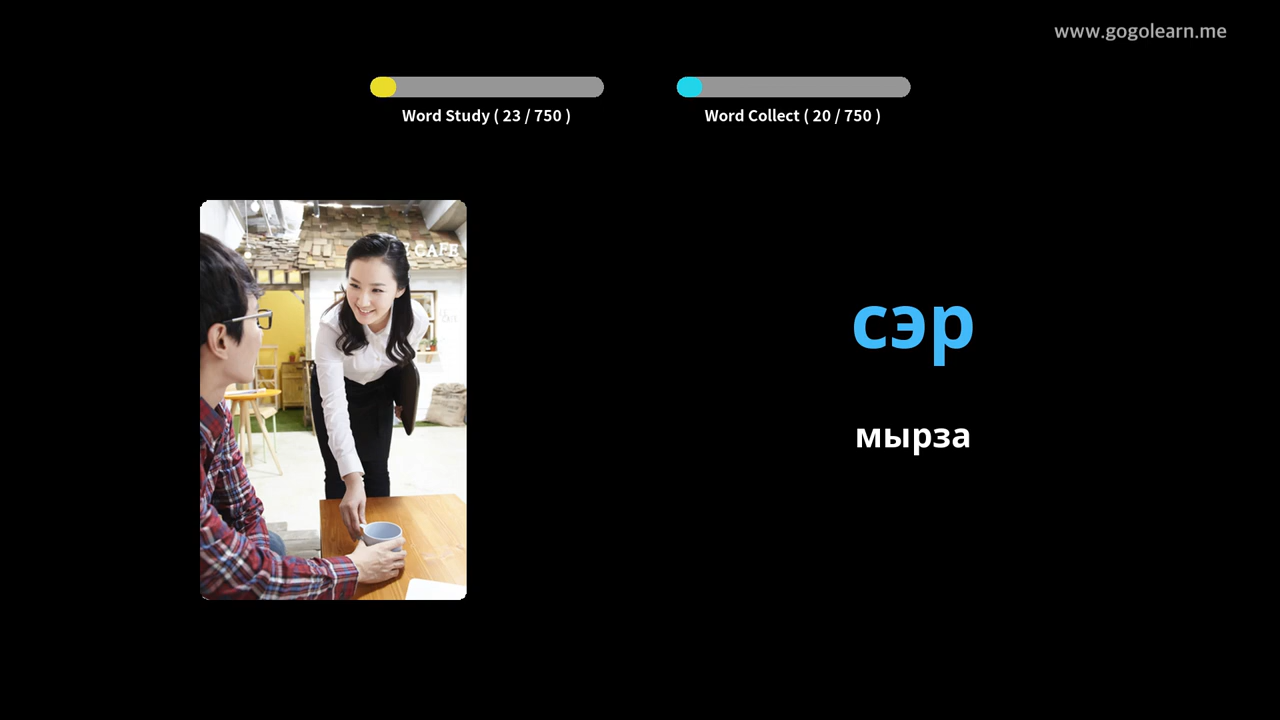 www.gogolearn.me
Word Study ( 23 / 750 )
Word Collect ( 20 / 750 )
CAFE
сэр
мырза